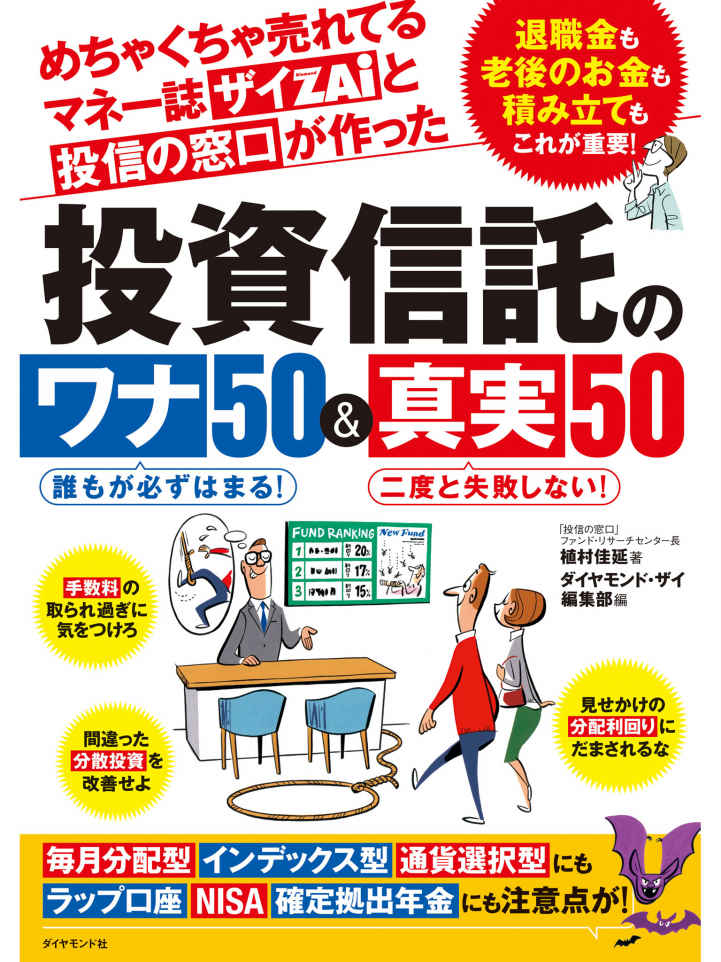 めちゃくちゃ売れてる
マネー誌ザイZAiと
投信の窓口が作った
退職金も
老後のお金も
積み立ても
これが重要!
投資信託の
ワナ50&真実50
誰もが必ずはまる!
二度と失敗しない!
「投信の窓口」
ファンド・リサーチセンター長
植村佳延著
ダイヤモンド・ザイ
編集部編
FUND RANKING
1
20%
2
17%
3
15%
New Fund
手数料の
取られ過ぎに
気をつけろ
間違った
分散投資を
改善せよ
見せかけの
分配利回りに
だまされるな
毎月分配型 インデックス型 通貨選択型にも
ラップ口座 NISA 確定拠出年金にも注意点が!
ダイヤモンド社